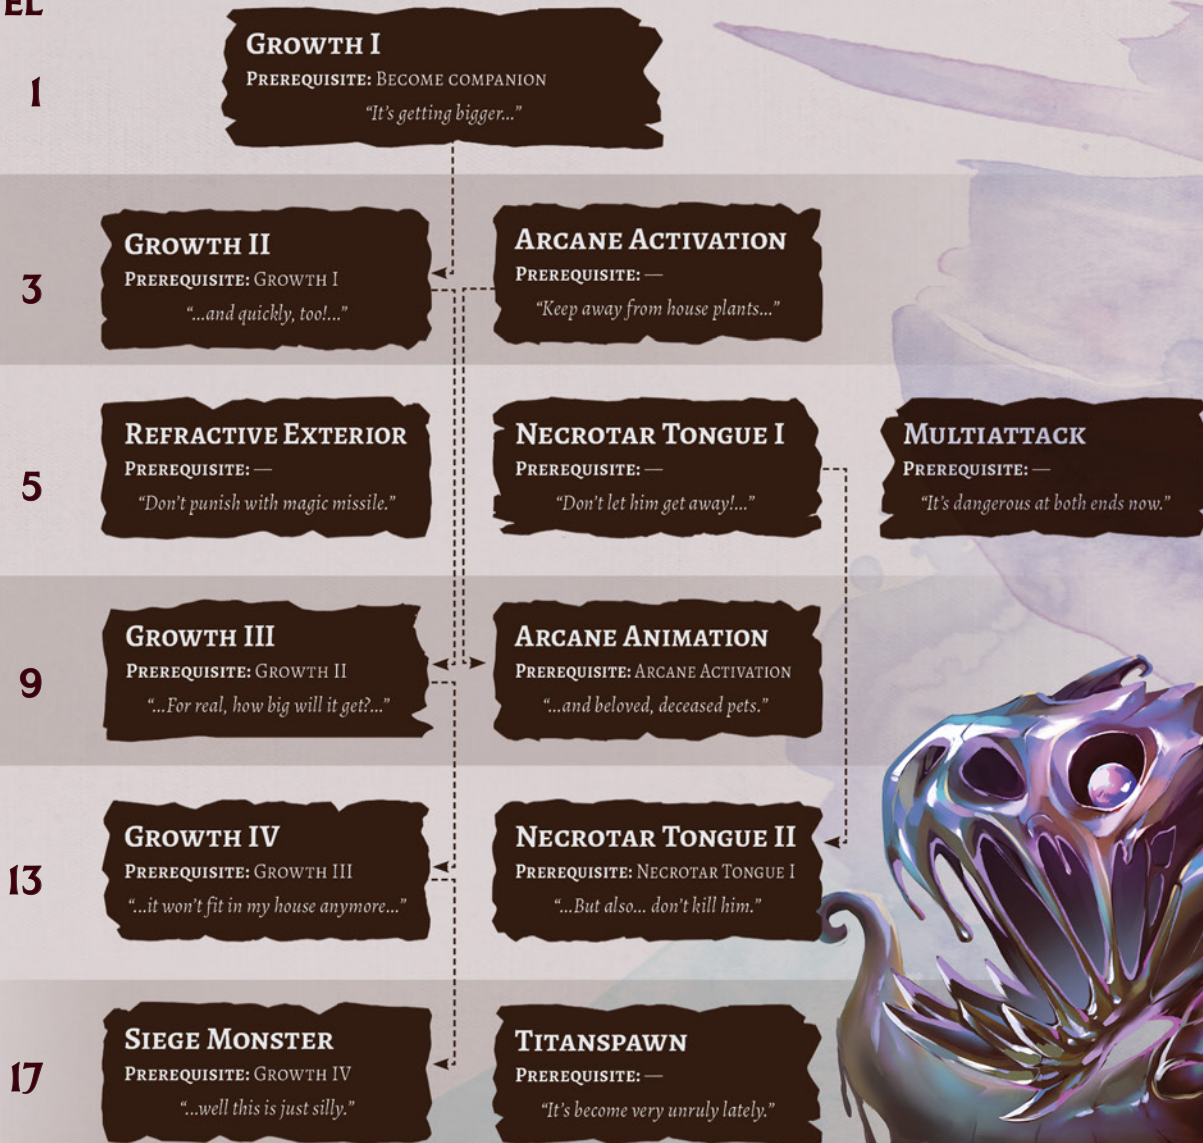 EL
1
Growth I
Prerequisite: Become companion
"It's getting bigger..."
3
Growth II
Prerequisite: Growth I
"...and quickly, too!..."
Arcane Activation
Prerequisite: —
"Keep away from house plants..."
5
Refractive Exterior
Prerequisite: —
"Don't punish with magic missile."
Necrotar Tongue I
Prerequisite: —
"Don't let him get away!..."
Multiattack
Prerequisite: —
"It's dangerous at both ends now."
9
Growth III
Prerequisite: Growth II
"...For real, how big will it get?..."
Arcane Animation
Prerequisite: Arcane Activation
"...and beloved, deceased pets."
13
Growth IV
Prerequisite: Growth III
"...it won't fit in my house anymore..."
Necrotar Tongue II
Prerequisite: Necrotar Tongue I
"...But also... don't kill him."
17
Siege Monster
Prerequisite: Growth IV
"...well this is just silly."
Titanspawn
Prerequisite: —
"It's become very unruly lately."